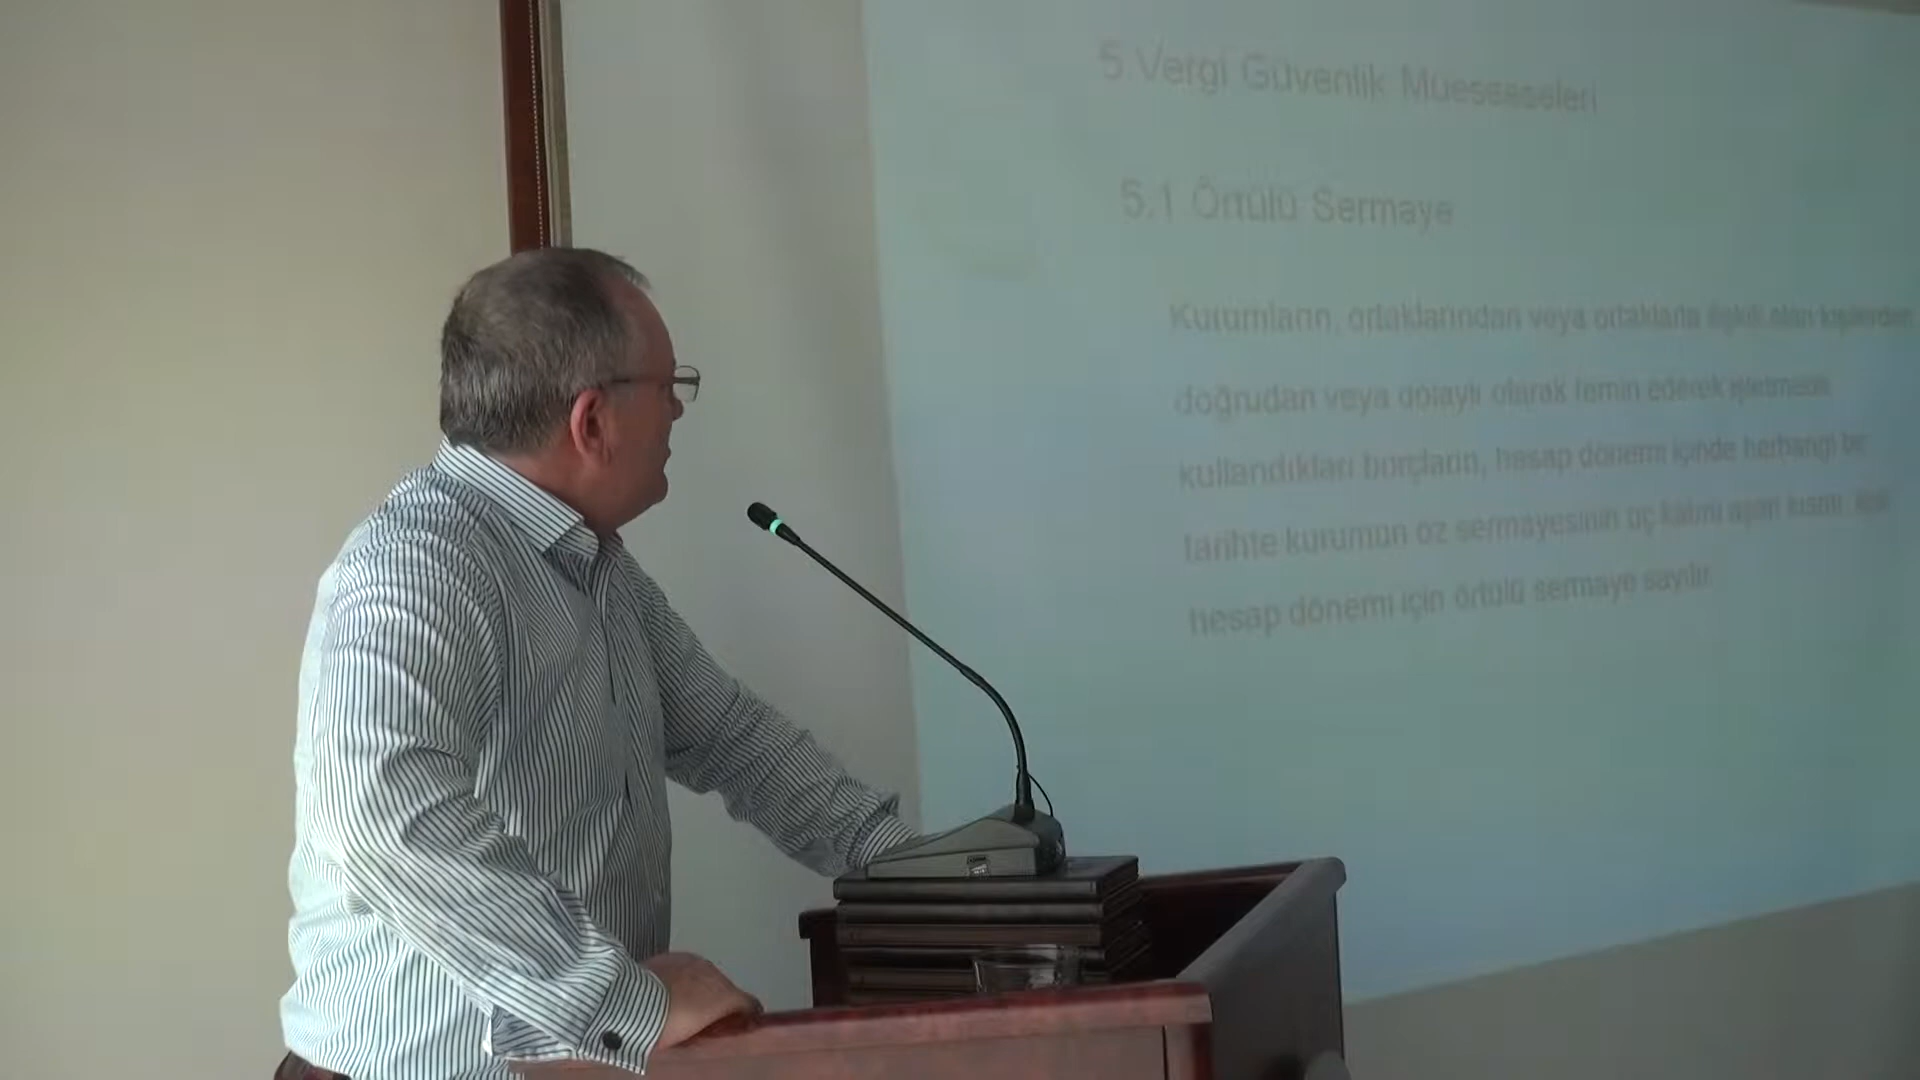 5.Vergi Güvenlik Müesseseleri
5.1 Örtülü Sermaye
Kurumların, ortaklarından veya ortaklarla ilişkili olan kişilerden
doğrudan veya dolaylı olarak temin ederek işletmede
kullandıkları borçların, hesap dönemi içinde herhangi bir
tarihte kurumun öz sermayesinin üç katını aşan kısmı, ilgili
hesap dönemi için örtülü sermaye sayılır.